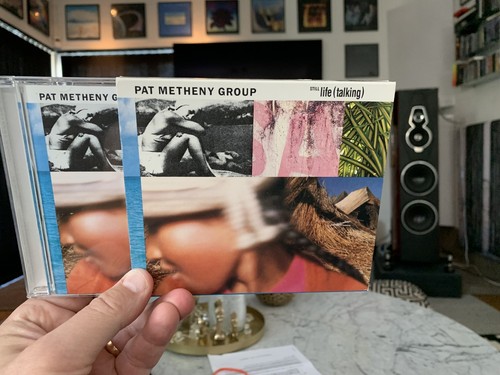 PAT METHENY G
PAT METHENY GROUP
STILL life (talking)